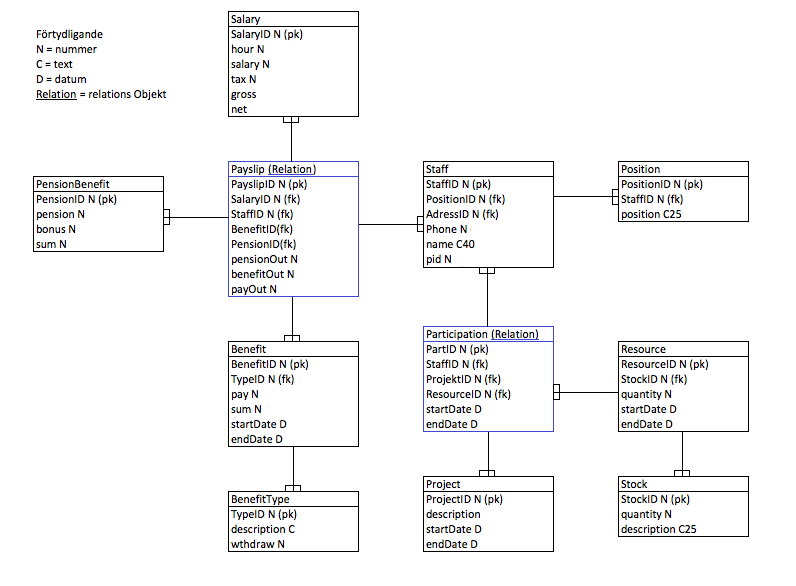 Förtydligande
N = nummer
C = text
D = datum
Relation = relations Objekt
Salary
SalaryID N (pk)
hour N
salary N
tax N
gross
net
PensionBenefit
PensionID N (pk)
pension N
bonus N
sum N
Payslip (Relation)
PayslipID N (pk)
SalaryID N (fk)
StaffID N (fk)
BenefitID(fk)
PensionID(fk)
pensionOut N
benefitOut N
payOut N
Staff
StaffID N (pk)
PositionID N (fk)
AdressID N (fk)
Phone N
name C40
pid N
Position
PositionID N (pk)
StaffID N (fk)
position C25
Benefit
BenefitID N (pk)
TypeID N (fk)
pay N
sum N
startDate D
endDate D
Participation (Relation)
PartID N (pk)
StaffID N (fk)
ProjektID N (fk)
ResourceID N (fk)
startDate D
endDate D
Resource
ResourceID N (pk)
StockID N (fk)
quantity N
startDate D
endDate D
BenefitType
TypeID N (pk)
description C
wthdraw N
Project
ProjectID N (pk)
description
startDate D
endDate D
Stock
StockID N (pk)
quantity N
description C25